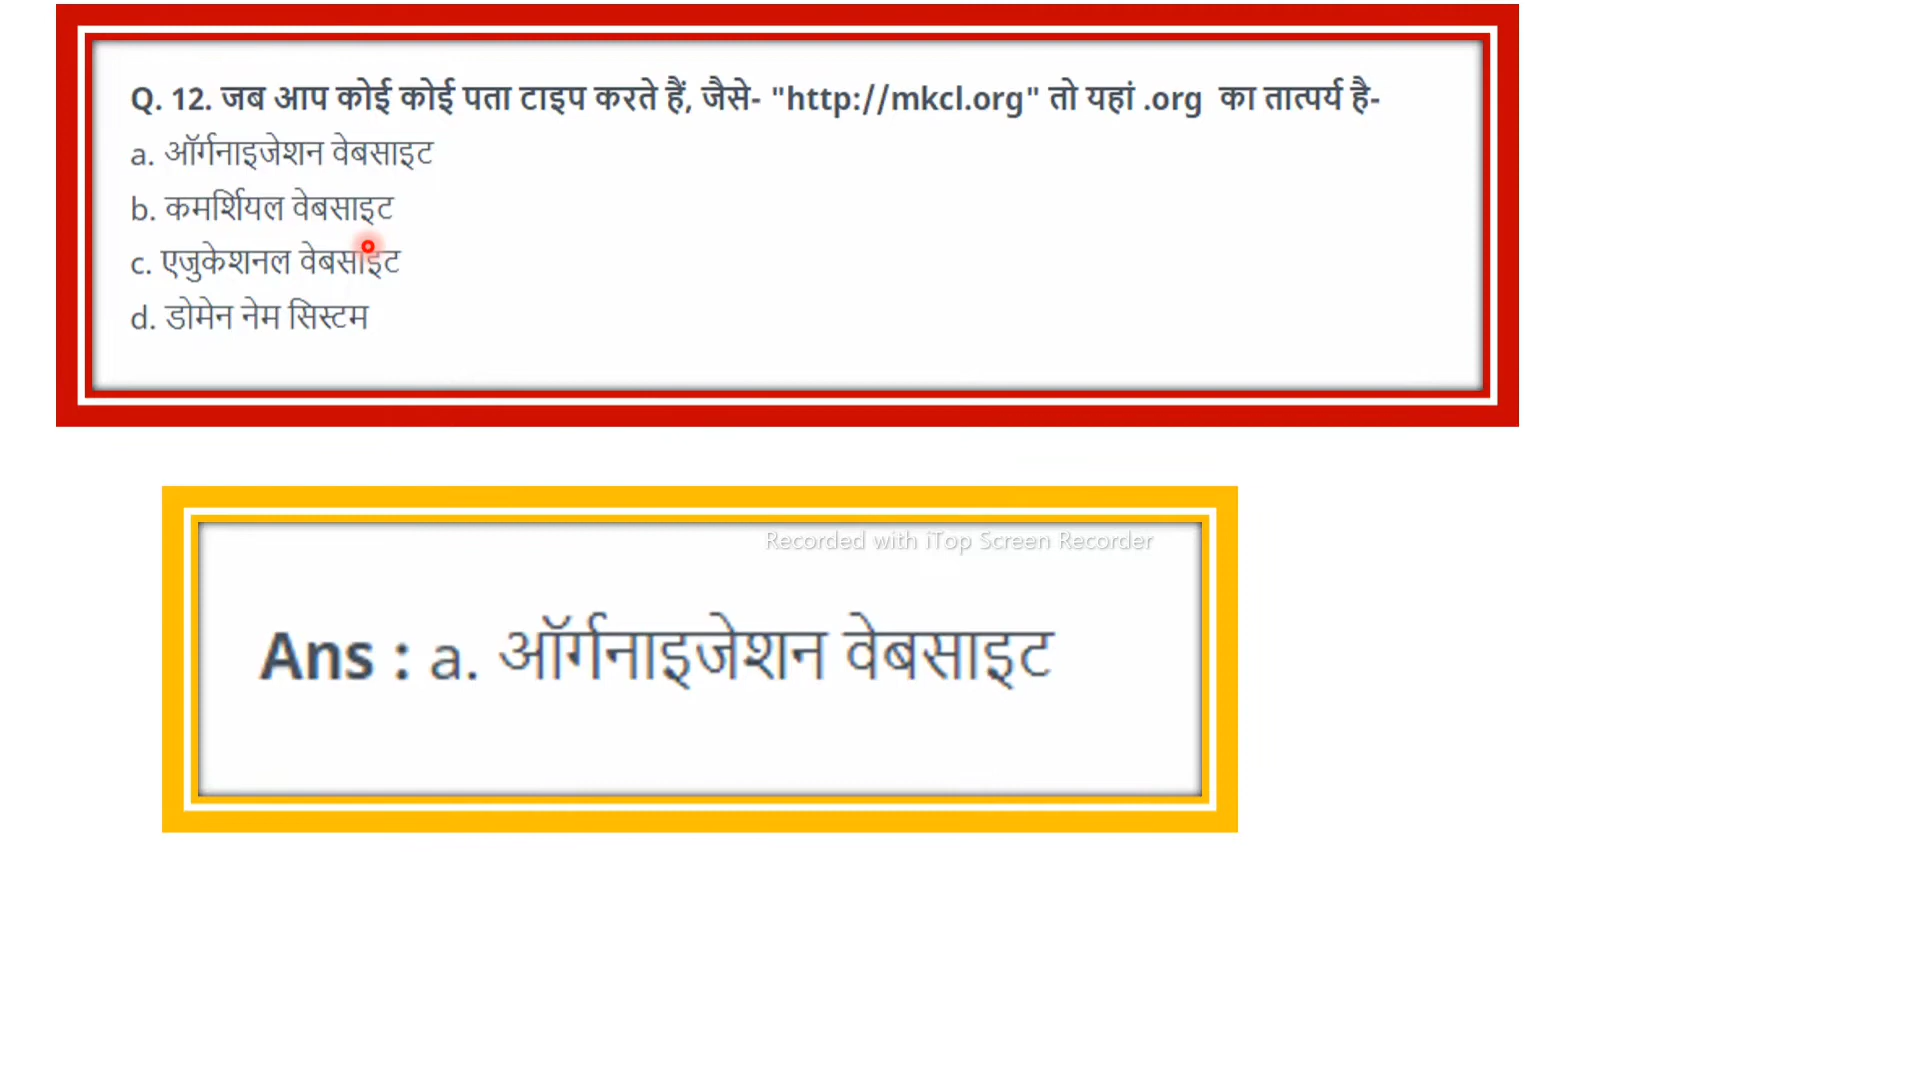 Q. 12. जब आप कोई कोई पता टाइप करते हैं, जैसे- "http://mkcl.org" तो यहां .org का तात्पर्य है-
a. ऑर्गनाइजेशन वेबसाइट
b. कमर्शियल वेबसाइट
c. एजुकेशनल वेबसाइट
d. डोमेन नेम सिस्टम
Recorded with iTop Screen Recorder
Ans : a. ऑर्गनाइजेशन वेबसाइट